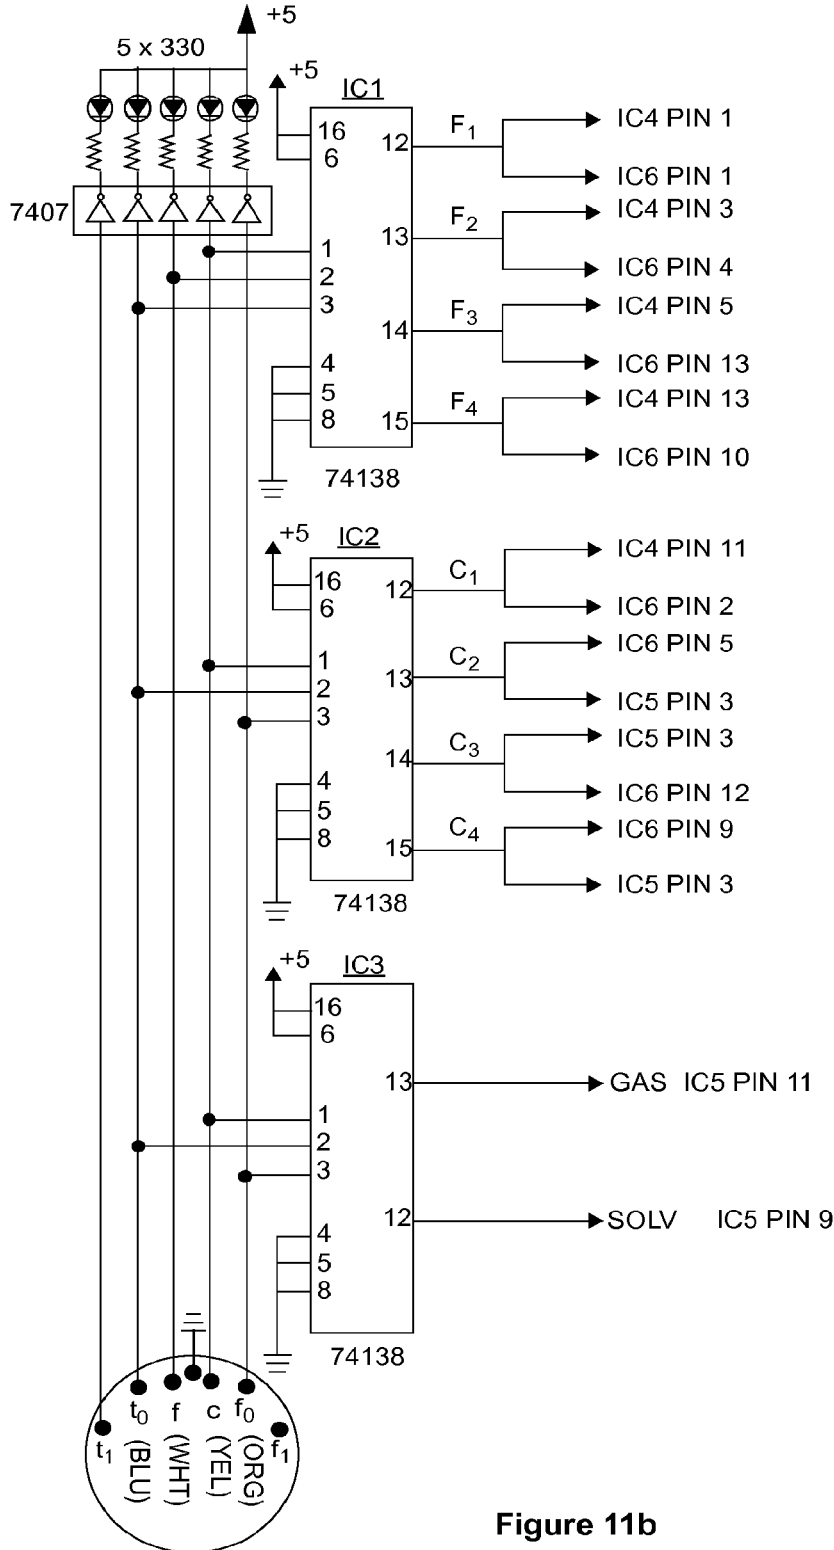 +5
5 x 330
7407
+5
IC1
16
6
1
2
3
4
5
8
12
13
14
15
74138
F1
F2
F3
F4
IC4 PIN 1
IC6 PIN 1
IC4 PIN 3
IC6 PIN 4
IC4 PIN 5
IC6 PIN 13
IC4 PIN 13
IC6 PIN 10
+5
IC2
16
6
1
2
3
4
5
8
12
13
14
15
74138
C1
C2
C3
C4
IC4 PIN 11
IC6 PIN 2
IC6 PIN 5
IC5 PIN 3
IC5 PIN 3
IC6 PIN 12
IC6 PIN 9
IC5 PIN 3
+5
IC3
16
6
1
2
3
4
5
8
13
12
74138
GAS IC5 PIN 11
SOLV IC5 PIN 9
t1
t0 (BLU)
f (WHT)
c (YEL)
f0 (ORG)
f1
Figure 11b